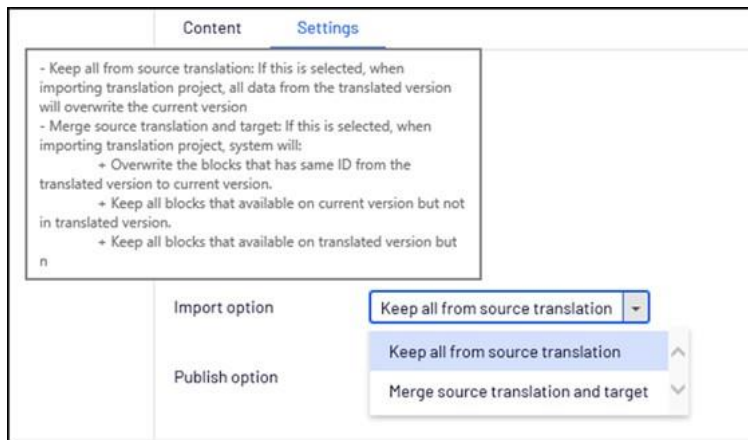 Content Settings
- Keep all from source translation: If this is selected, when
importing translation project, all data from the translated version
will overwrite the current version
- Merge source translation and target: If this is selected, when
importing translation project, system will:
+ Overwrite the blocks that has same ID from the
translated version to current version.
+ Keep all blocks that available on current version but not
in translated version.
+ Keep all blocks that available on translated version but
n
Import option Keep all from source translation
Keep all from source translation
Publish option
Merge source translation and target